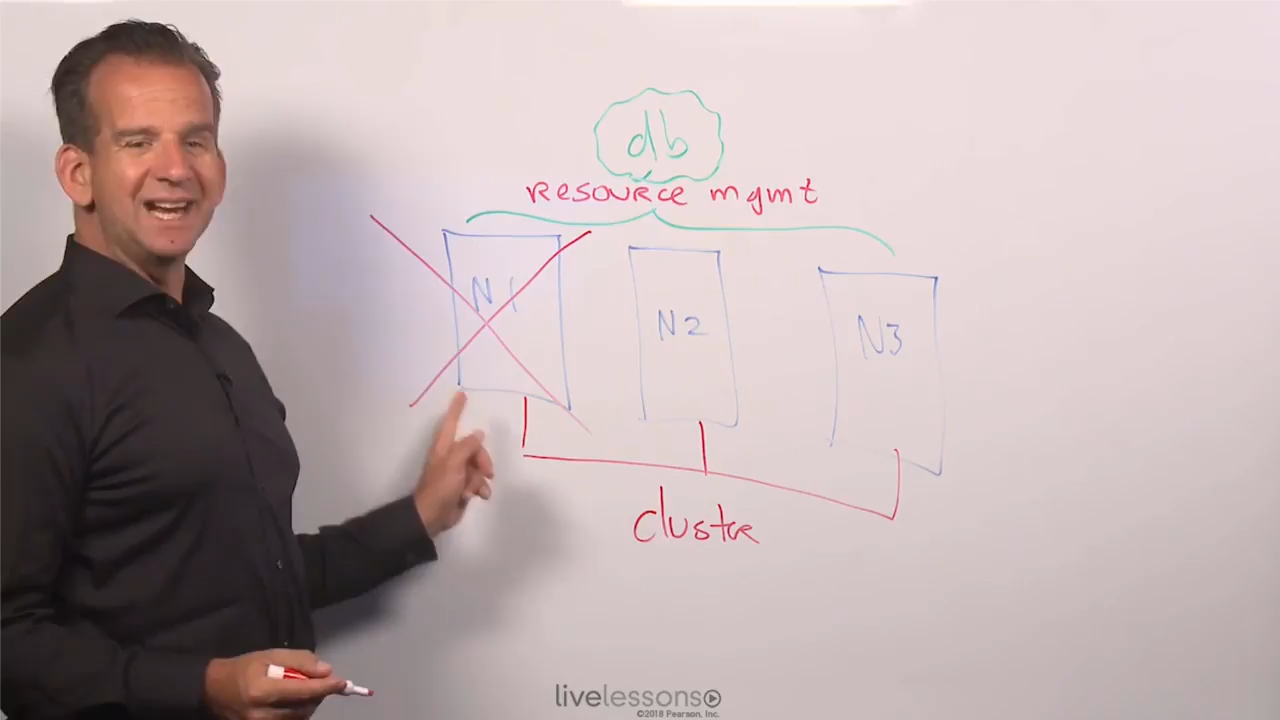 db
resource mgmt
N1
N2
N3
cluster
livelessons
©2018 Pearson, Inc.